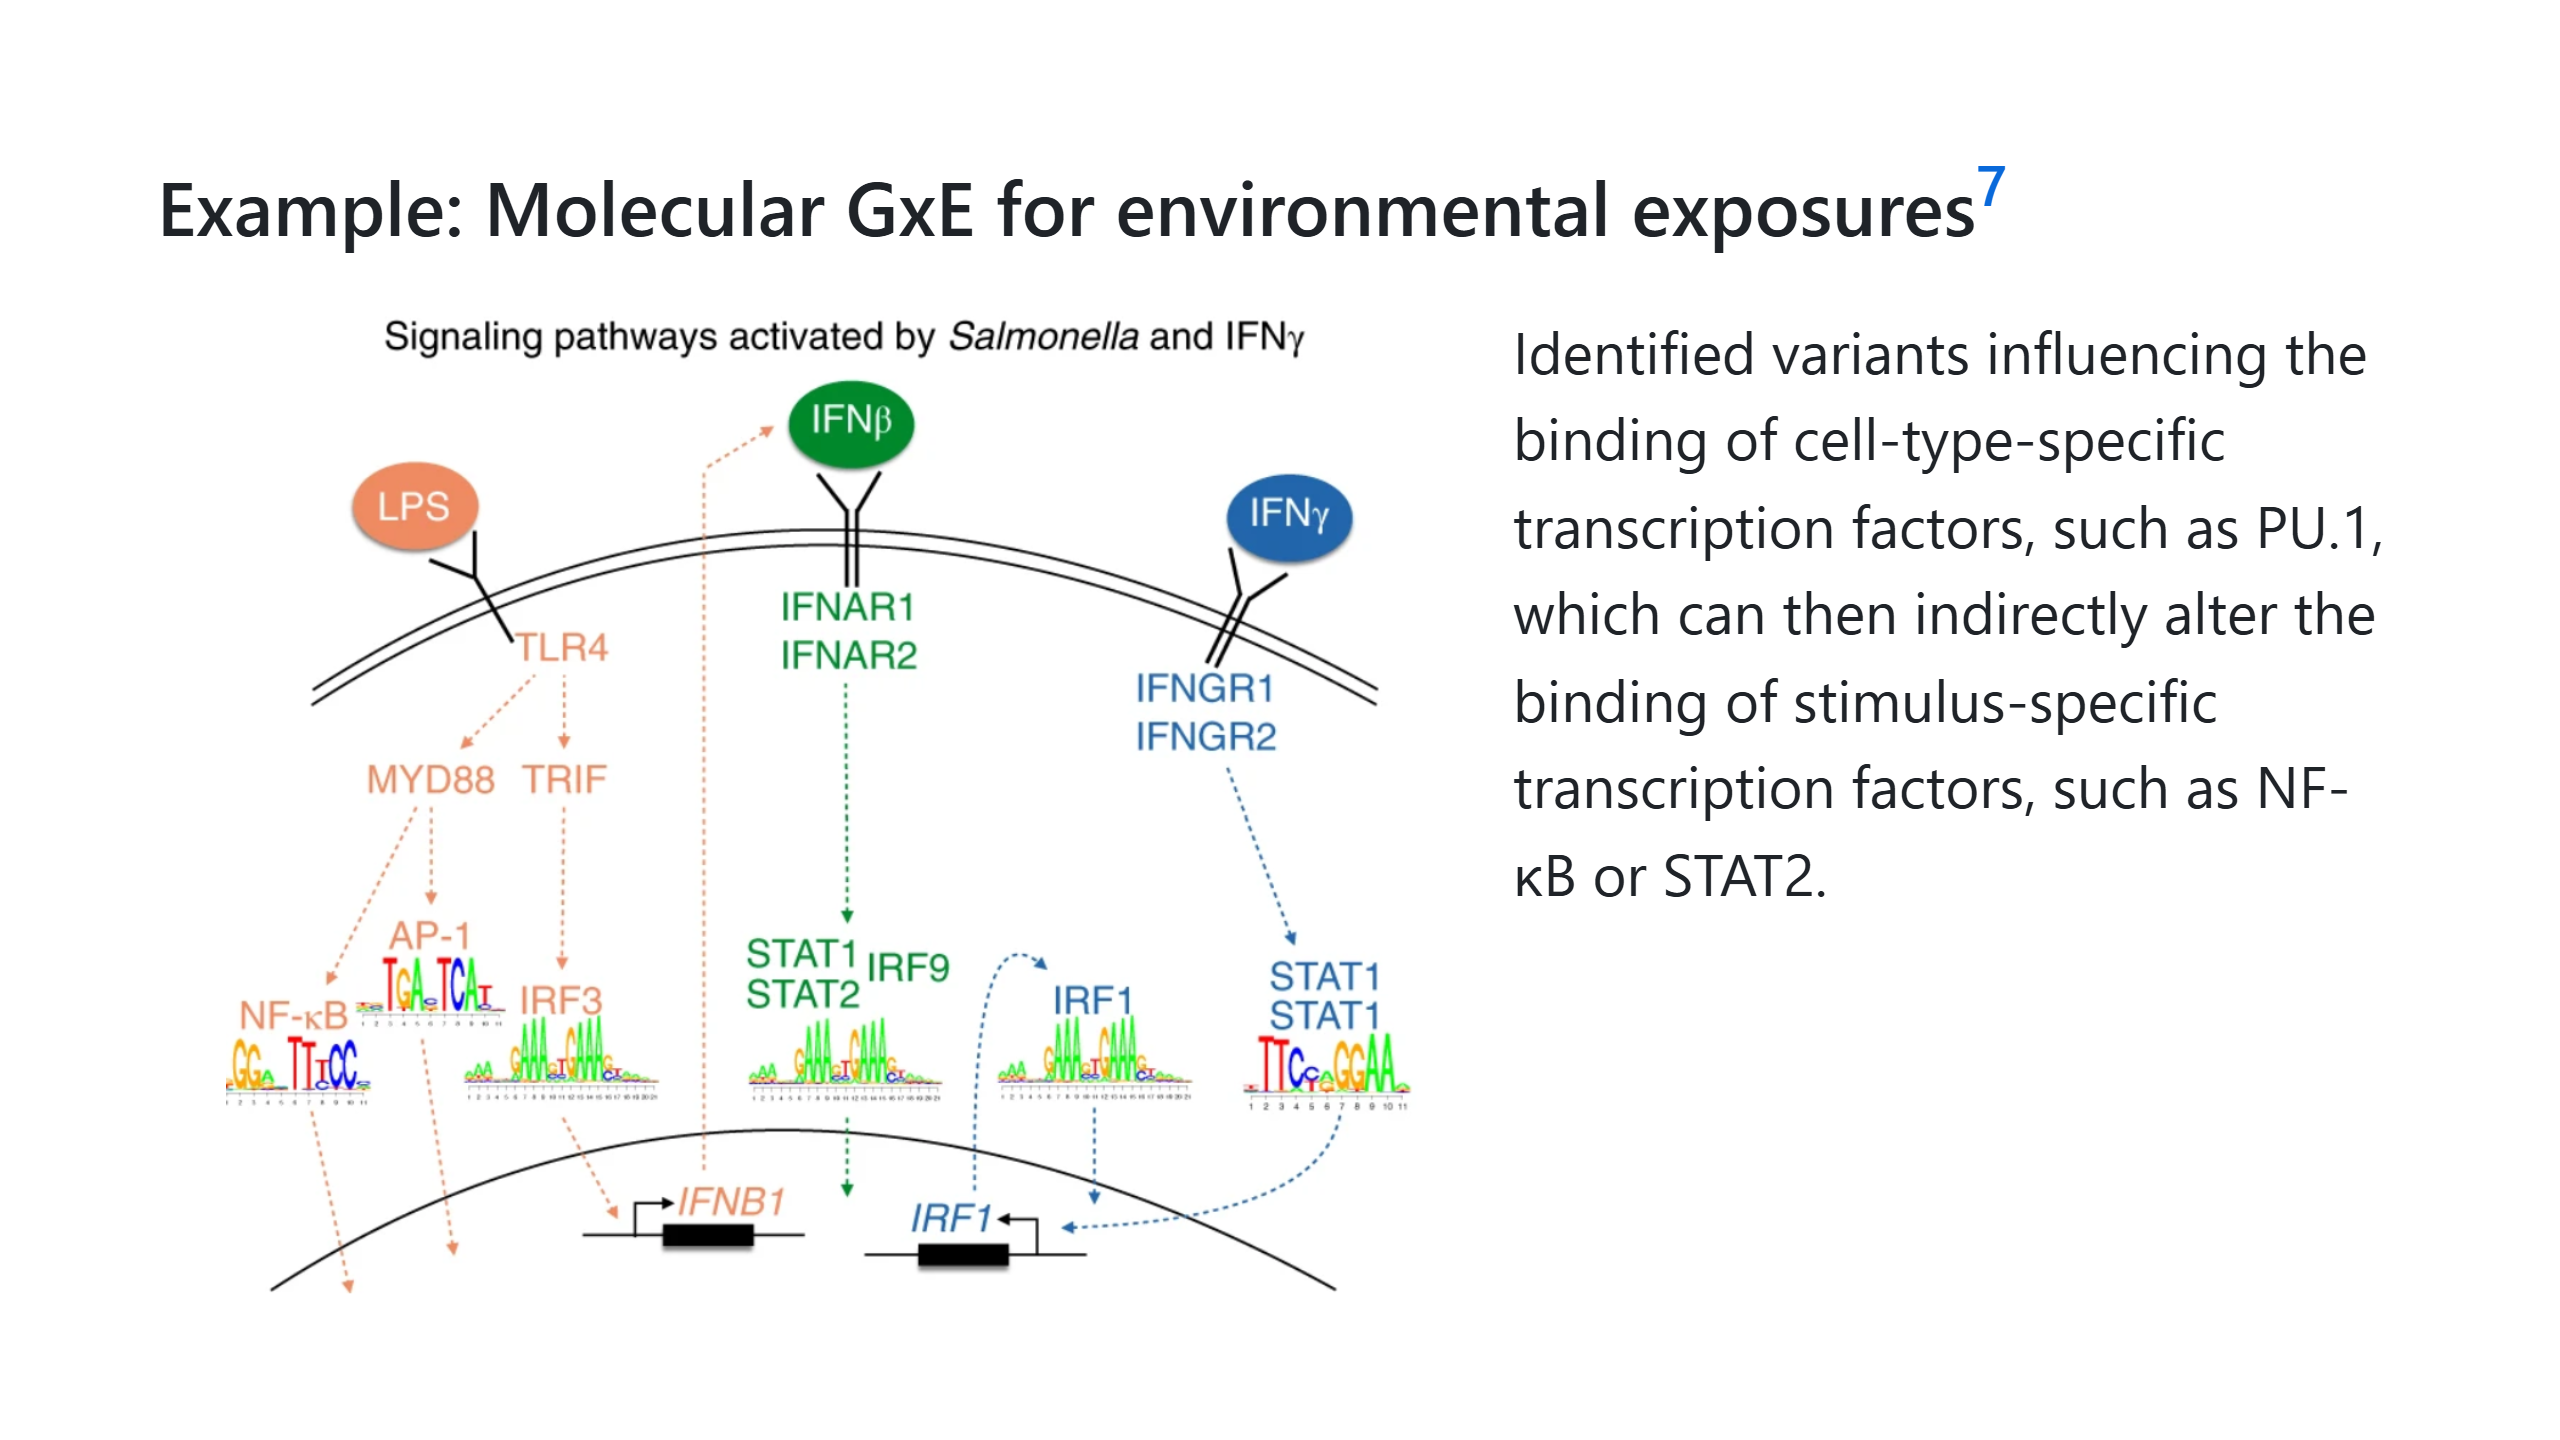 Example: Molecular GxE for environmental exposures7
Signaling pathways activated by Salmonella and IFNγ
IFNβ
LPS
IFNγ
IFNAR1
IFNAR2
TLR4
IFNGR1
IFNGR2
MYD88 TRIF
AP-1
NF-κB
IRF3
STAT1
STAT2
IRF9
IRF1
STAT1
STAT1
IFNB1
IRF1
Identified variants influencing the
binding of cell-type-specific
transcription factors, such as PU.1,
which can then indirectly alter the
binding of stimulus-specific
transcription factors, such as NF-
κB or STAT2.